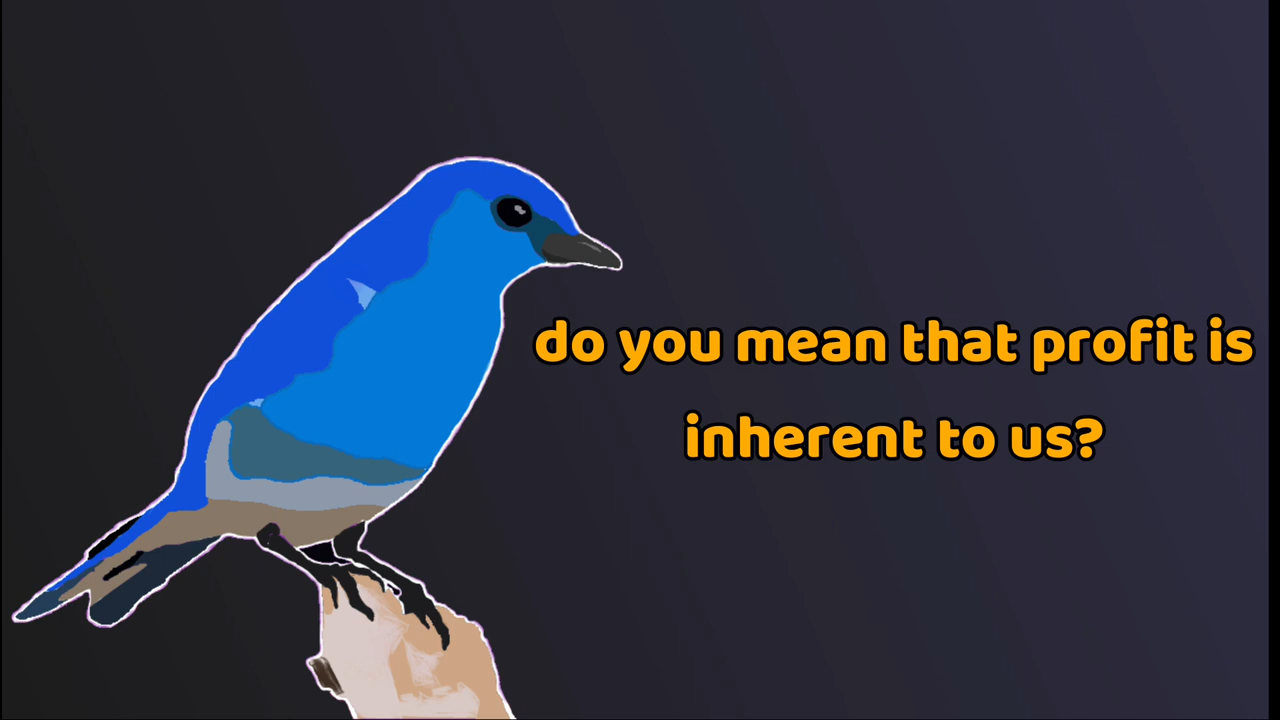 do you mean that profit is
inherent to us?